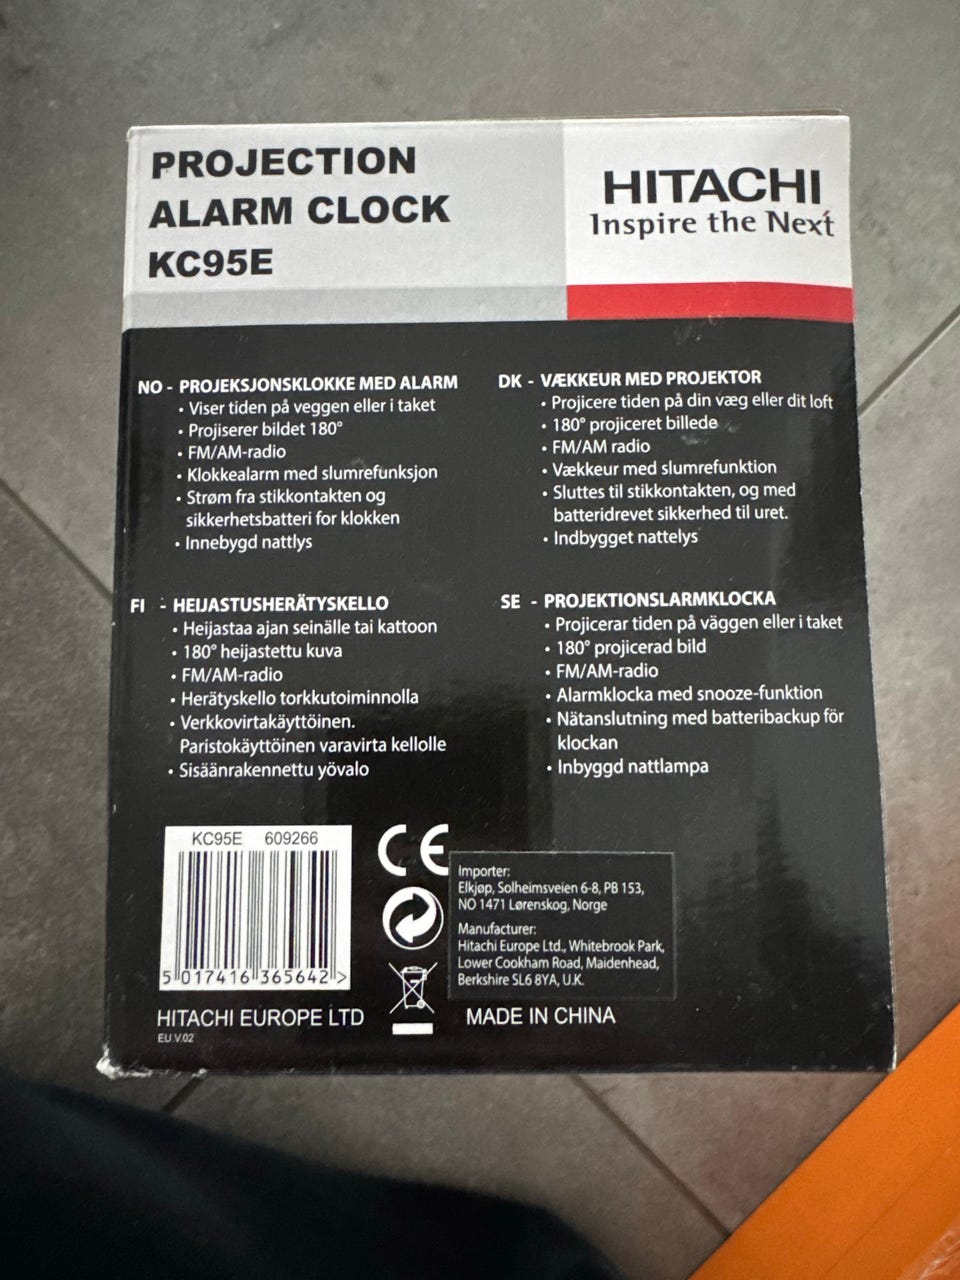 PROJECTION
ALARM CLOCK
KC95E
HITACHI
Inspire the Next
NO - PROJEKSJONSKLOKKE MED ALARM
• Viser tiden på veggen eller i taket
• Projiserer bildet 180°
• FM/AM-radio
• Klokkealarm med slumrefunksjon
• Strøm fra stikkontakten og
sikkerhetsbatteri for klokken
• Innebygd nattlys
DK - VÆKKEUR MED PROJEKTOR
• Projicere tiden på din væg eller dit loft
• 180° projiceret billede
• FM/AM radio
• Vækkeur med slumrefunktion
• Sluttes til stikkontakten, og med
batteridrevet sikkerhed til uret.
• Indbygget nattelys
FI - HEIJASTUSHERÄTYSKELLO
• Heijastaa ajan seinälle tai kattoon
• 180° heijastettu kuva
• FM/AM-radio
• Herätyskello torkkutoiminnolla
• Verkkovirtakäyttöinen.
Paristokäyttöinen varavirta kellolle
• Sisäänrakennettu yövalo
SE - PROJEKTIONSLARMKLOCKA
• Projicerar tiden på väggen eller i taket
• 180° projicerad bild
• FM/AM-radio
• Alarmklocka med snooze-funktion
• Nätanslutning med batteribackup för
klockan
• Inbyggd nattlampa
KC95E 609266
5 017416 365642 >
CE
Importer:
Elkjøp, Solheimsveien 6-8, PB 153,
NO 1471 Lørenskog, Norge
Manufacturer:
Hitachi Europe Ltd., Whitebrook Park,
Lower Cookham Road, Maidenhead,
Berkshire SL6 8YA, U.K.
HITACHI EUROPE LTD
EU.V.02
MADE IN CHINA